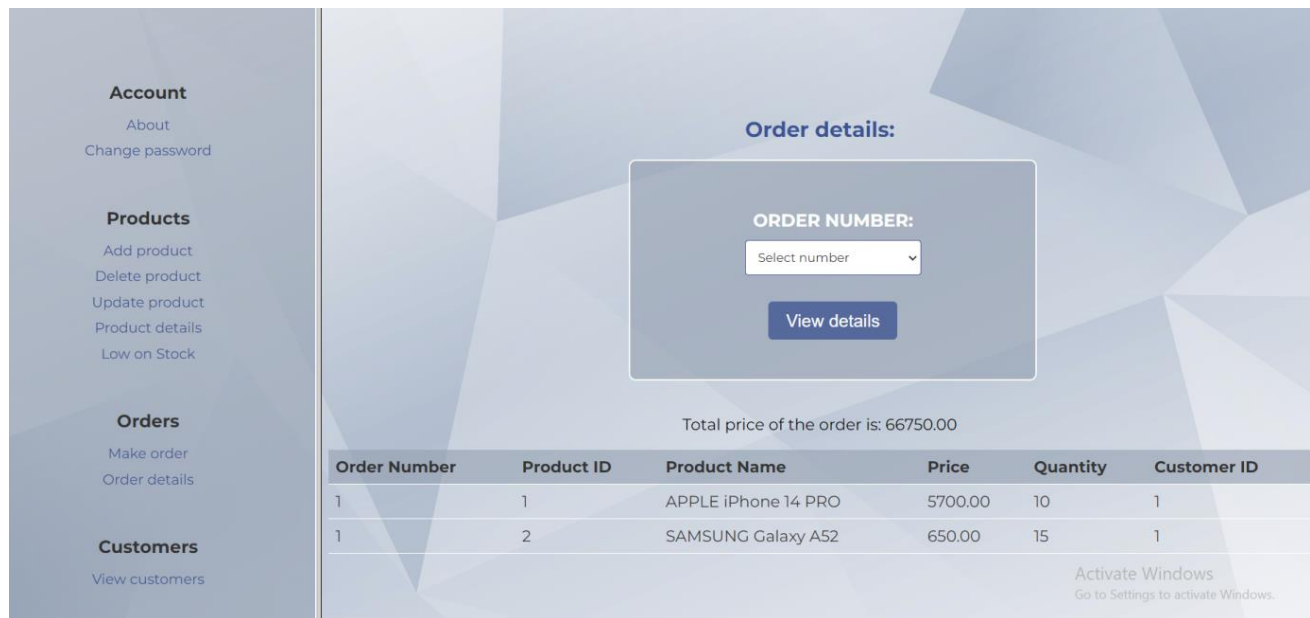 Account
About
Change password
Products
Add product
Delete product
Update product
Product details
Low on Stock
Orders
Make order
Order details
Customers
View customers
Order details:
ORDER NUMBER:
Select number
View details
Total price of the order is: 66750.00
Order Number Product ID Product Name Price Quantity Customer ID
1 1 APPLE iPhone 14 PRO 5700.00 10 1
1 2 SAMSUNG Galaxy A52 650.00 15 1
Activate Windows
Go to Settings to activate Windows.